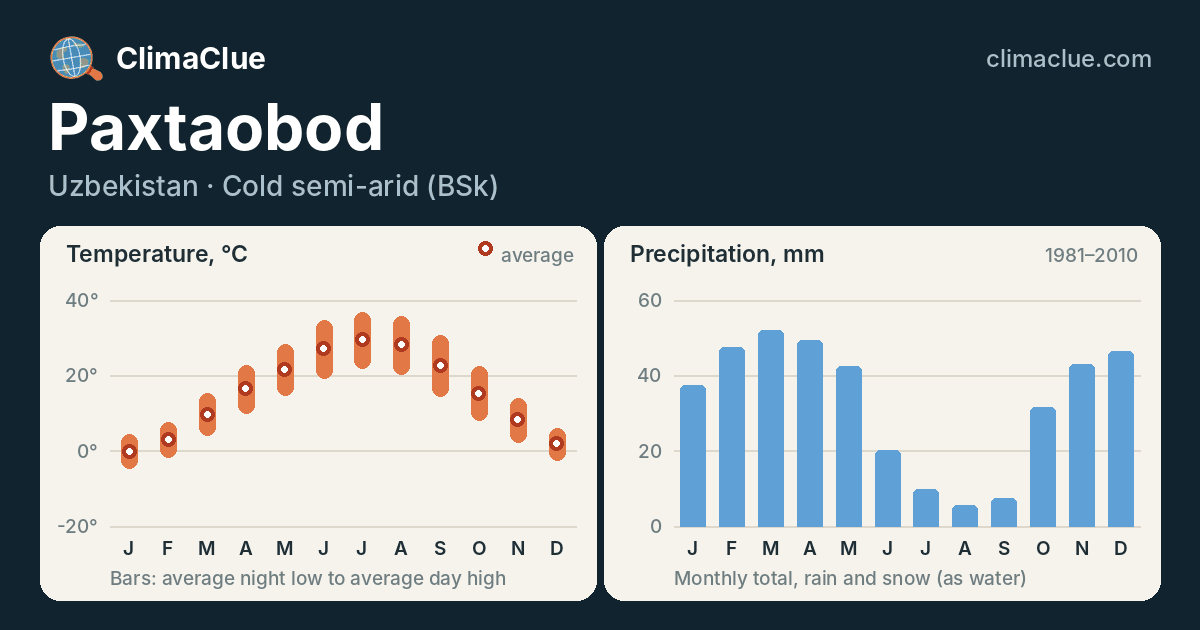 ClimaClue
climaclue.com
Paxtaobod
Uzbekistan · Cold semi-arid (BSk)
Temperature, °C
average
40°
20°
0°
-20°
J F M A M J J A S O N D
Bars: average night low to average day high
Precipitation, mm
1981–2010
60
40
20
0
J F M A M J J A S O N D
Monthly total, rain and snow (as water)